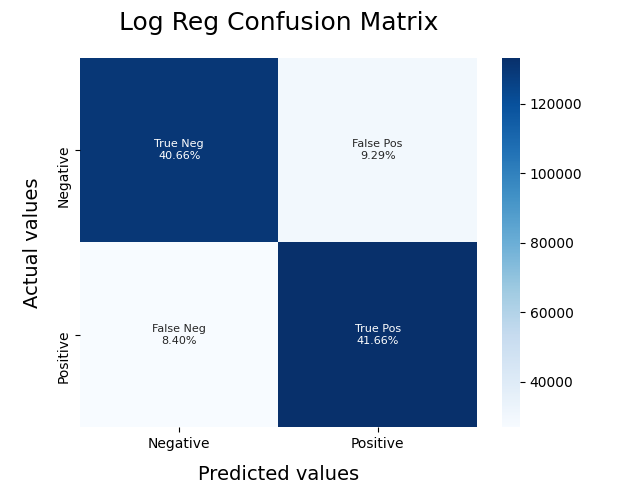 Log Reg Confusion Matrix
True Neg
40.66%
False Pos
9.29%
False Neg
8.40%
True Pos
41.66%
Actual values
Negative
Positive
Negative
Positive
Predicted values
120000
100000
80000
60000
40000